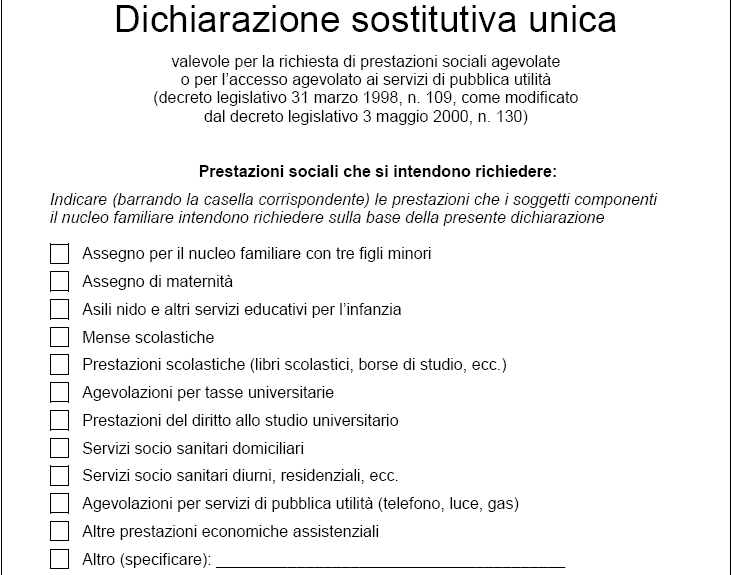 Dichiarazione sostitutiva unica
valevole per la richiesta di prestazioni sociali agevolate
o per l'accesso agevolato ai servizi di pubblica utilità
(decreto legislativo 31 marzo 1998, n. 109, come modificato
dal decreto legislativo 3 maggio 2000, n. 130)
Prestazioni sociali che si intendono richiedere:
Indicare (barrando la casella corrispondente) le prestazioni che i soggetti componenti
il nucleo familiare intendono richiedere sulla base della presente dichiarazione
Assegno per il nucleo familiare con tre figli minori
Assegno di maternità
Asili nido e altri servizi educativi per l'infanzia
Mense scolastiche
Prestazioni scolastiche (libri scolastici, borse di studio, ecc.)
Agevolazioni per tasse universitarie
Prestazioni del diritto allo studio universitario
Servizi socio sanitari domiciliari
Servizi socio sanitari diurni, residenziali, ecc.
Agevolazioni per servizi di pubblica utilità (telefono, luce, gas)
Altre prestazioni economiche assistenziali
Altro (specificare): ________________________________________